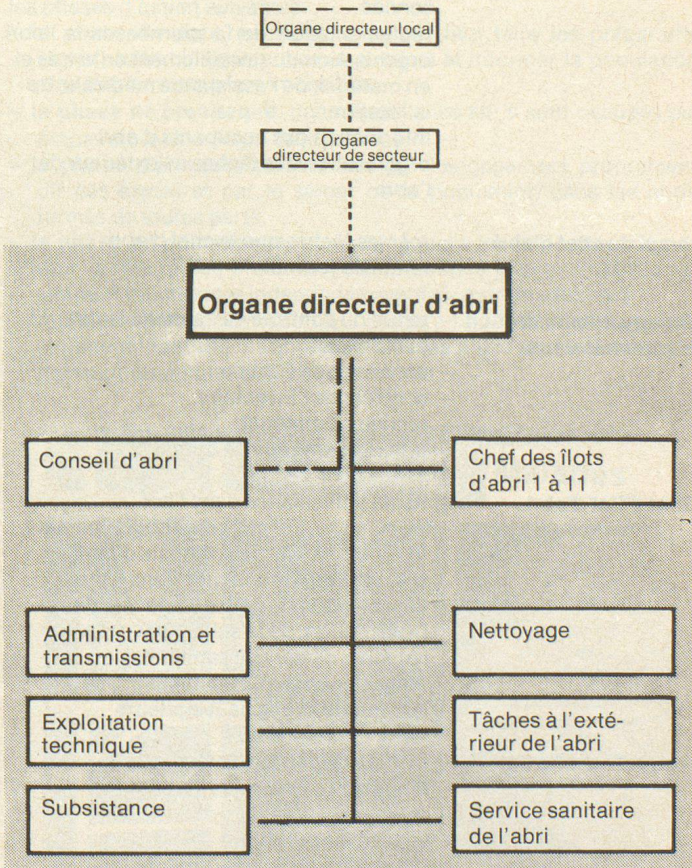 Organe directeur local
Organe
directeur de secteur
Organe directeur d'abri
Conseil d'abri
Chef des îlots
d'abri 1 à 11
Administration et
transmissions
Nettoyage
Exploitation
technique
Tâches à l'exté-
rieur de l'abri
Subsistance
Service sanitaire
de l'abri